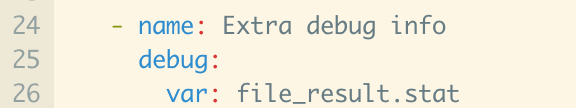 24 - name: Extra debug info
25 debug:
26 var: file_result.stat